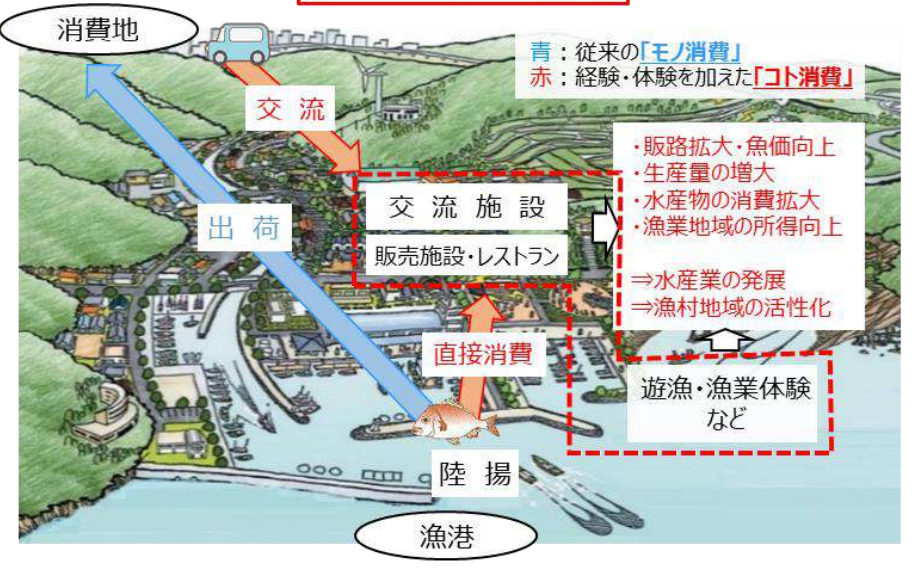 消費地
青：従来の「モノ消費」
赤：経験・体験を加えた「コト消費」
交 流
・販路拡大・魚価向上
・生産量の増大
・水産物の消費拡大
・漁業地域の所得向上
⇒水産業の発展
⇒漁村地域の活性化
交 流 施 設
販売施設・レストラン
出 荷
直接消費
遊漁・漁業体験
など
陸 揚
漁港